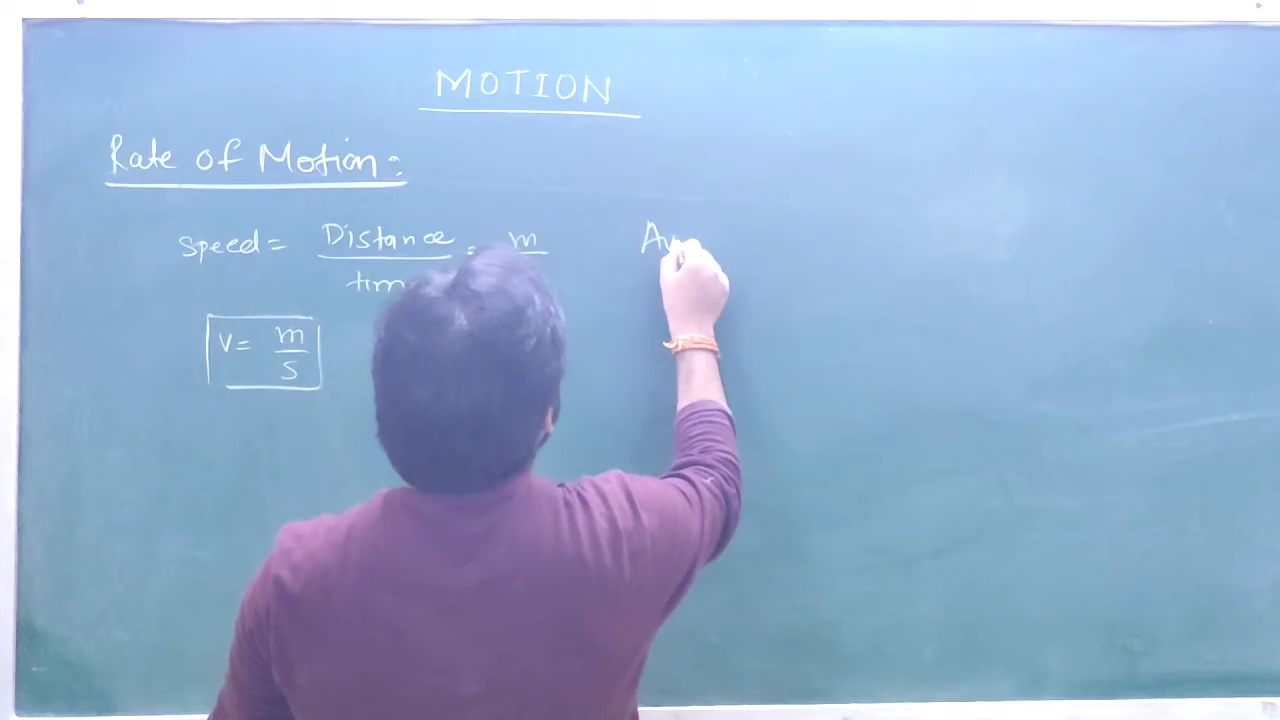 MOTION
Rate of Motion:
Speed = Distance = m
V = m
s